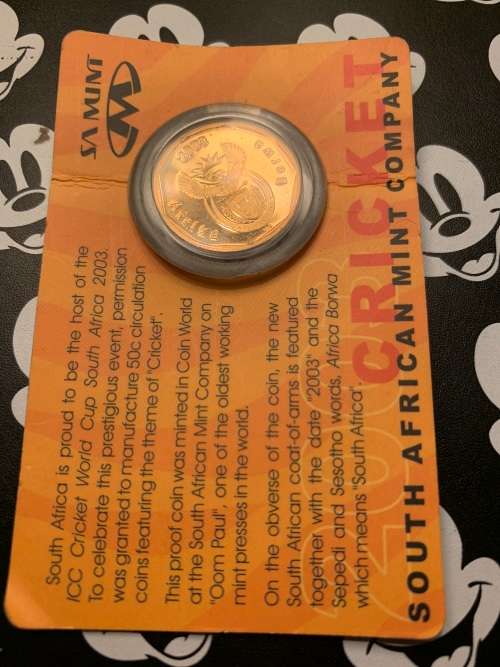 SA MINT
South Africa is proud to be the host of the
ICC Cricket World Cup South Africa 2003.
To celebrate this prestigious event, permission
was granted to manufacture 50c circulation
coins featuring the theme of "Cricket".
This proof coin was minted in Coin World
at the South African Mint Company on
"Oom Paul", one of the oldest working
mint presses in the world.
On the obverse of the coin, the new
South African coat-of-arms is featured
together with the date "2003" and the
Sepedi and Sesotho words, Africa Borwa
which means "South Africa".
2003
CRICKET
SOUTH AFRICAN MINT COMPANY
2003
Afrika
Borwa